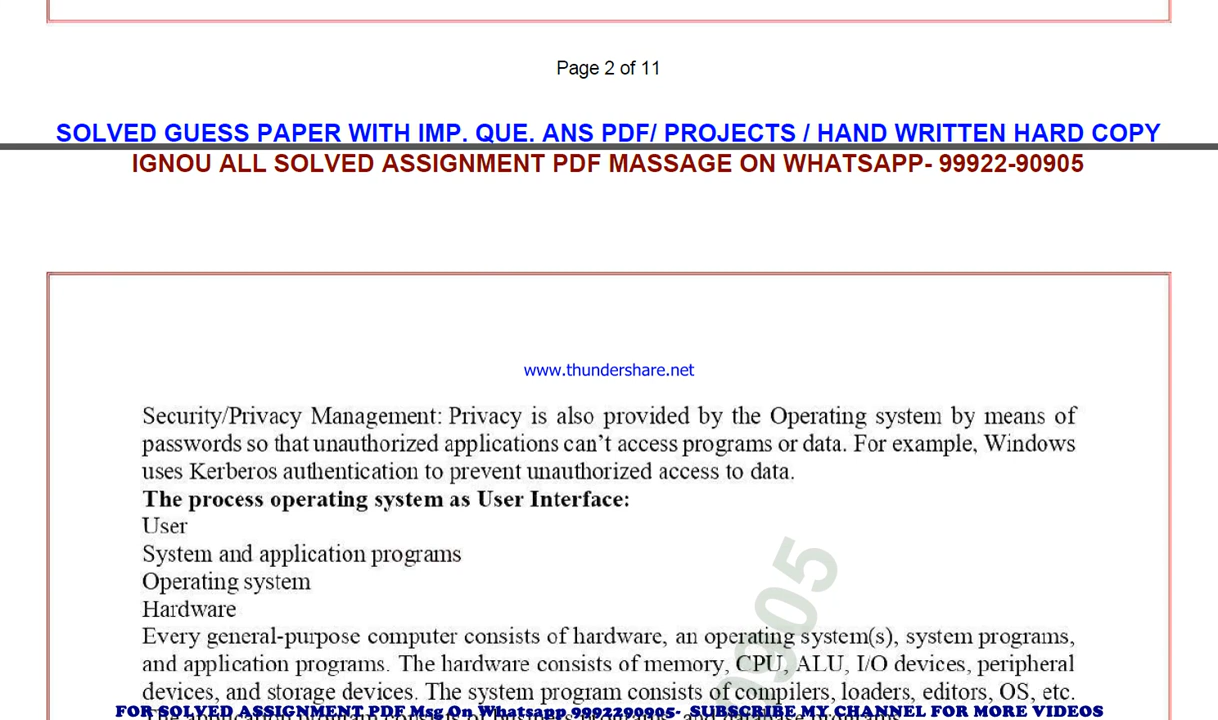 Page 2 of 11
SOLVED GUESS PAPER WITH IMP. QUE. ANS PDF/ PROJECTS / HAND WRITTEN HARD COPY
IGNOU ALL SOLVED ASSIGNMENT PDF MASSAGE ON WHATSAPP- 99922-90905
www.thundershare.net
Security/Privacy Management: Privacy is also provided by the Operating system by means of
passwords so that unauthorized applications can’t access programs or data. For example, Windows
uses Kerberos authentication to prevent unauthorized access to data.
The process operating system as User Interface:
User
System and application programs
Operating system
Hardware
Every general-purpose computer consists of hardware, an operating system(s), system programs,
and application programs. The hardware consists of memory, CPU, ALU, I/O devices, peripheral
devices, and storage devices. The system program consists of compilers, loaders, editors, OS, etc.
FOR SOLVED ASSIGNMENT PDF Msg On Whatsapp 9992290905- SUBSCRIBE MY CHANNEL FOR MORE VIDEOS
0905